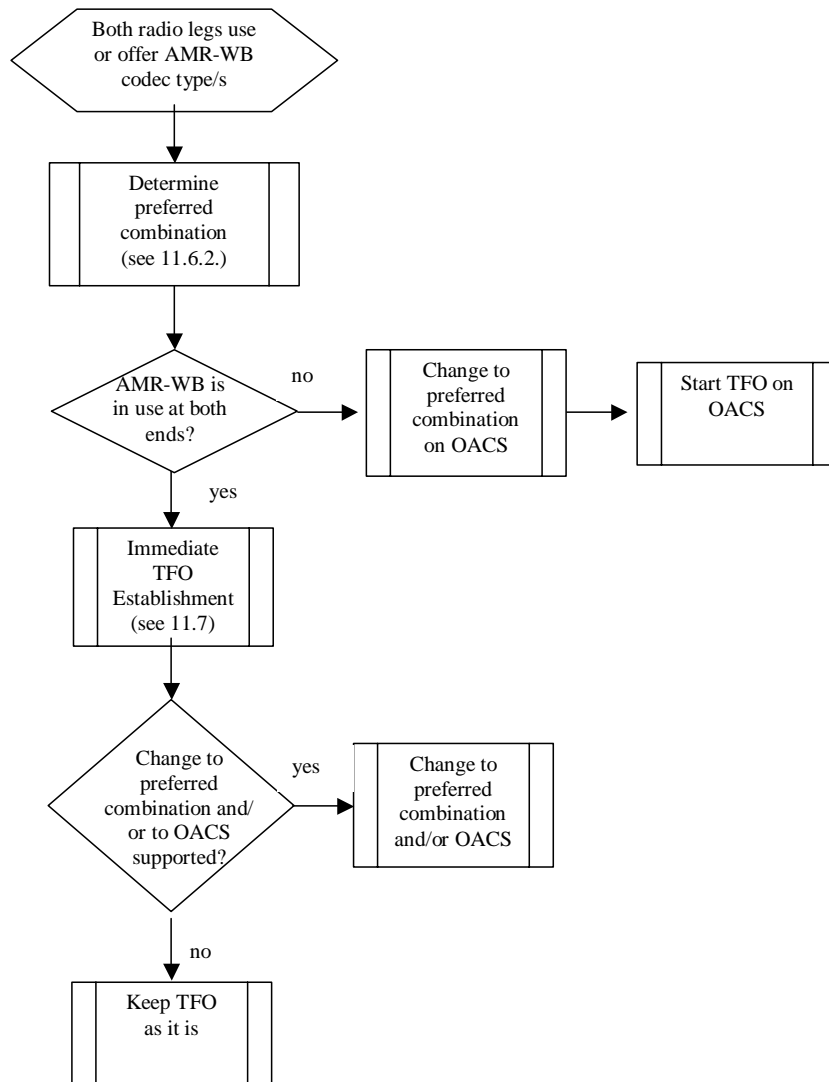 Both radio legs use
or offer AMR-WB
codec type/s
Determine
preferred
combination
(see 11.6.2.)
AMR-WB is
in use at both
ends?
no
Change to
preferred
combination
on OACS
Start TFO on
OACS
yes
Immediate
TFO
Establishment
(see 11.7)
Change to
preferred
combination and/
or to OACS
supported?
yes
Change to
preferred
combination
and/or OACS
no
Keep TFO
as it is